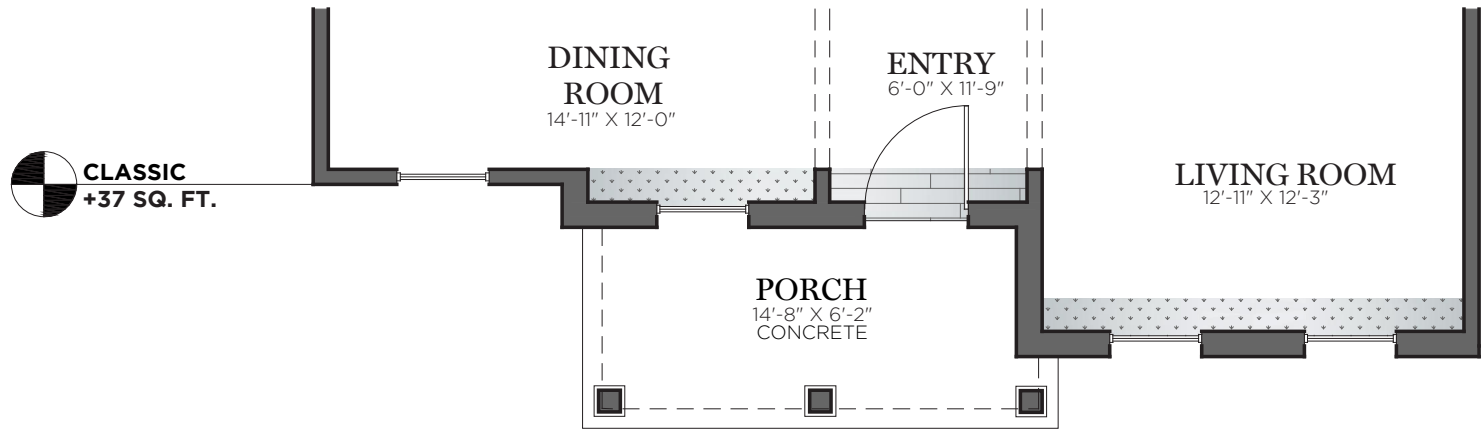 DINING
ROOM
14'-11" X 12'-0"
ENTRY
6'-0" X 11'-9"
CLASSIC
+37 SQ. FT.
LIVING ROOM
12'-11" X 12'-3"
PORCH
14'-8" X 6'-2"
CONCRETE